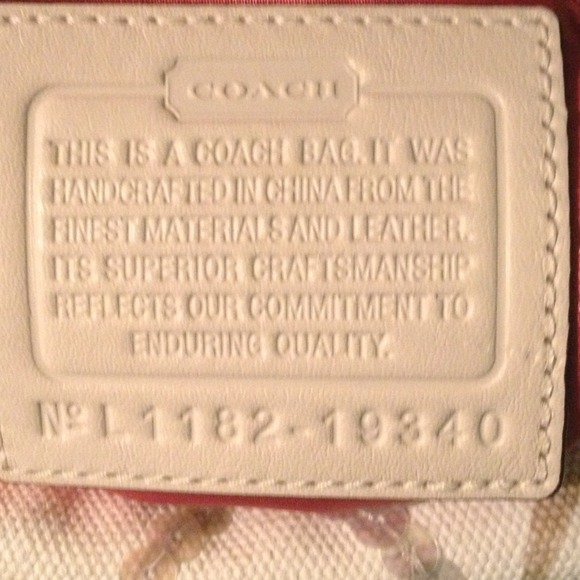 COACH
THIS IS A COACH BAG. IT WAS
HANDCRAFTED IN CHINA FROM THE
FINEST MATERIALS AND LEATHER.
ITS SUPERIOR CRAFTSMANSHIP
REFLECTS OUR COMMITMENT TO
ENDURING QUALITY.
Nº L1182-19340